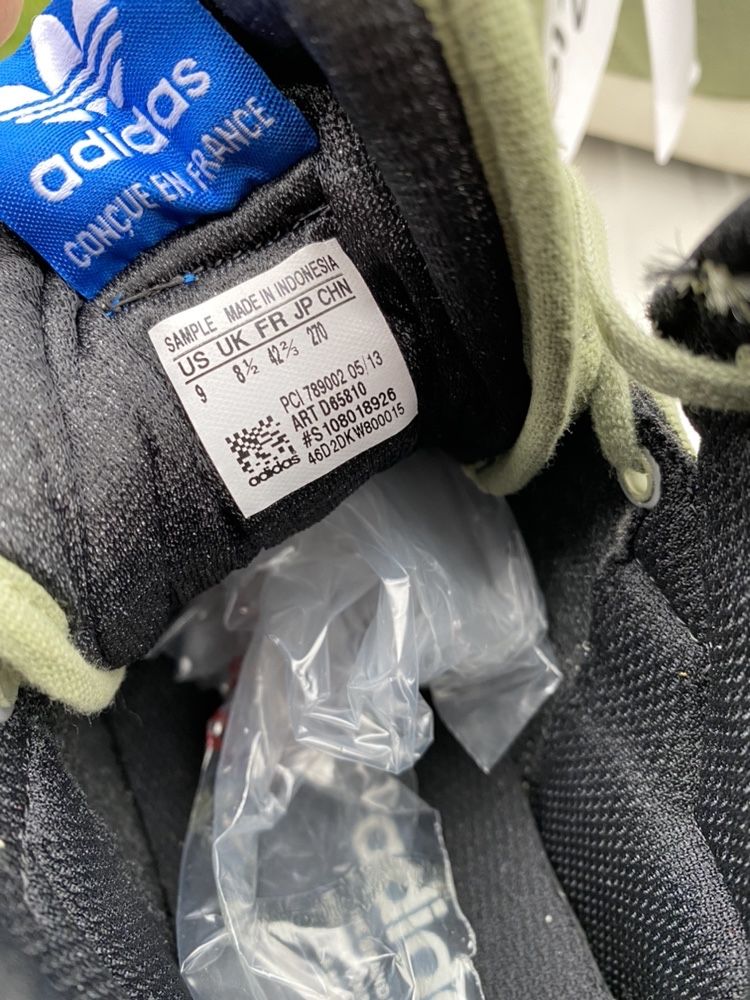 adidas
CONÇUE EN FRANCE
SAMPLE MADE IN INDONESIA
US UK FR JP CHN
9 8½ 42⅔ 270
PCI 789002 05/13
ART D65810
#S 108018926
46D2DKW800015
adidas